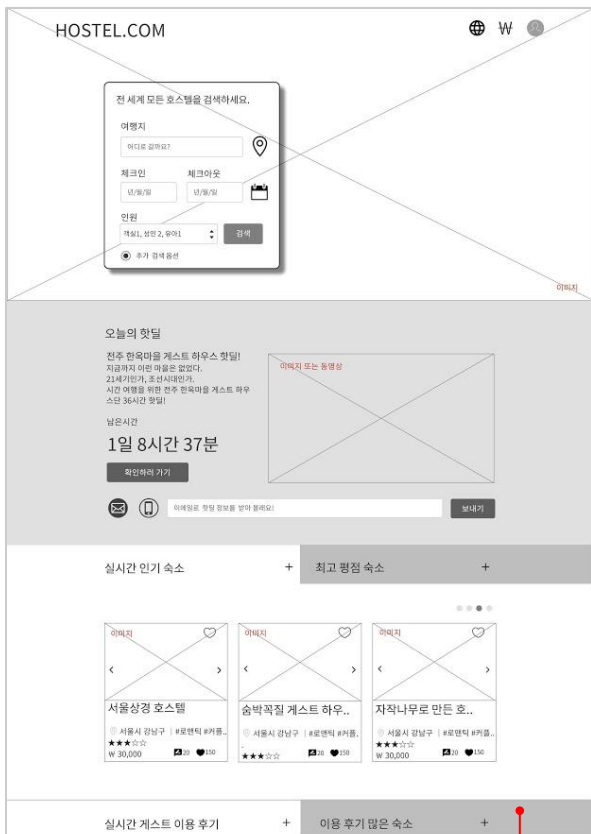 HOSTEL.COM
₩
전 세계 모든 호스텔을 검색하세요.
여행지
어디로 갈까요?
체크인 체크아웃
년/월/일 년/월/일
인원
객실1, 성인 2, 유아1 검색
추가 검색 옵션
이미지
오늘의 핫딜
전주 한옥마을 게스트 하우스 핫딜!
지금까지 이런 마을은 없었다.
21세기인가, 조선시대인가.
시간 여행을 위한 전주 한옥마을 게스트 하우
스단 36시간 핫딜!
이미지 또는 동영상
남은시간
1일 8시간 37분
확인하러 가기
이메일로 핫딜 정보를 받아 볼래요! 보내기
실시간 인기 숙소 + 최고 평점 숙소 +
이미지 이미지 이미지
서울상경 호스텔 숨박꼭질 게스트 하우.. 자작나무로 만든 호..
서울시 강남구 | #로맨틱 #커플.. 서울시 강남구 | #로맨틱 #커플.. 서울시 강남구 | #로맨틱 #커플..
★★★☆☆ ★★★☆☆ ★★★☆☆
₩ 30,000 20 150 20 150 ₩ 30,000 20 150
실시간 게스트 이용 후기 + 이용 후기 많은 숙소 +